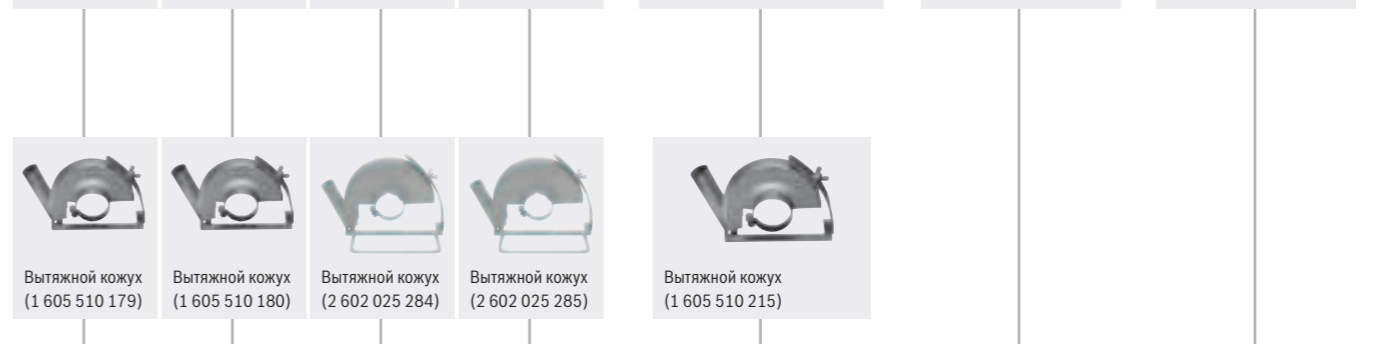 Вытяжной кожух
(1 605 510 179)
Вытяжной кожух
(1 605 510 180)
Вытяжной кожух
(2 602 025 284)
Вытяжной кожух
(2 602 025 285)
Вытяжной кожух
(1 605 510 215)